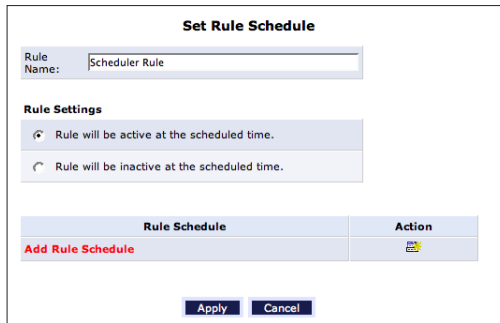 Set Rule Schedule
Rule
Name:
Scheduler Rule
Rule Settings
Rule will be active at the scheduled time.
Rule will be inactive at the scheduled time.
Rule Schedule Action
Add Rule Schedule
Apply Cancel